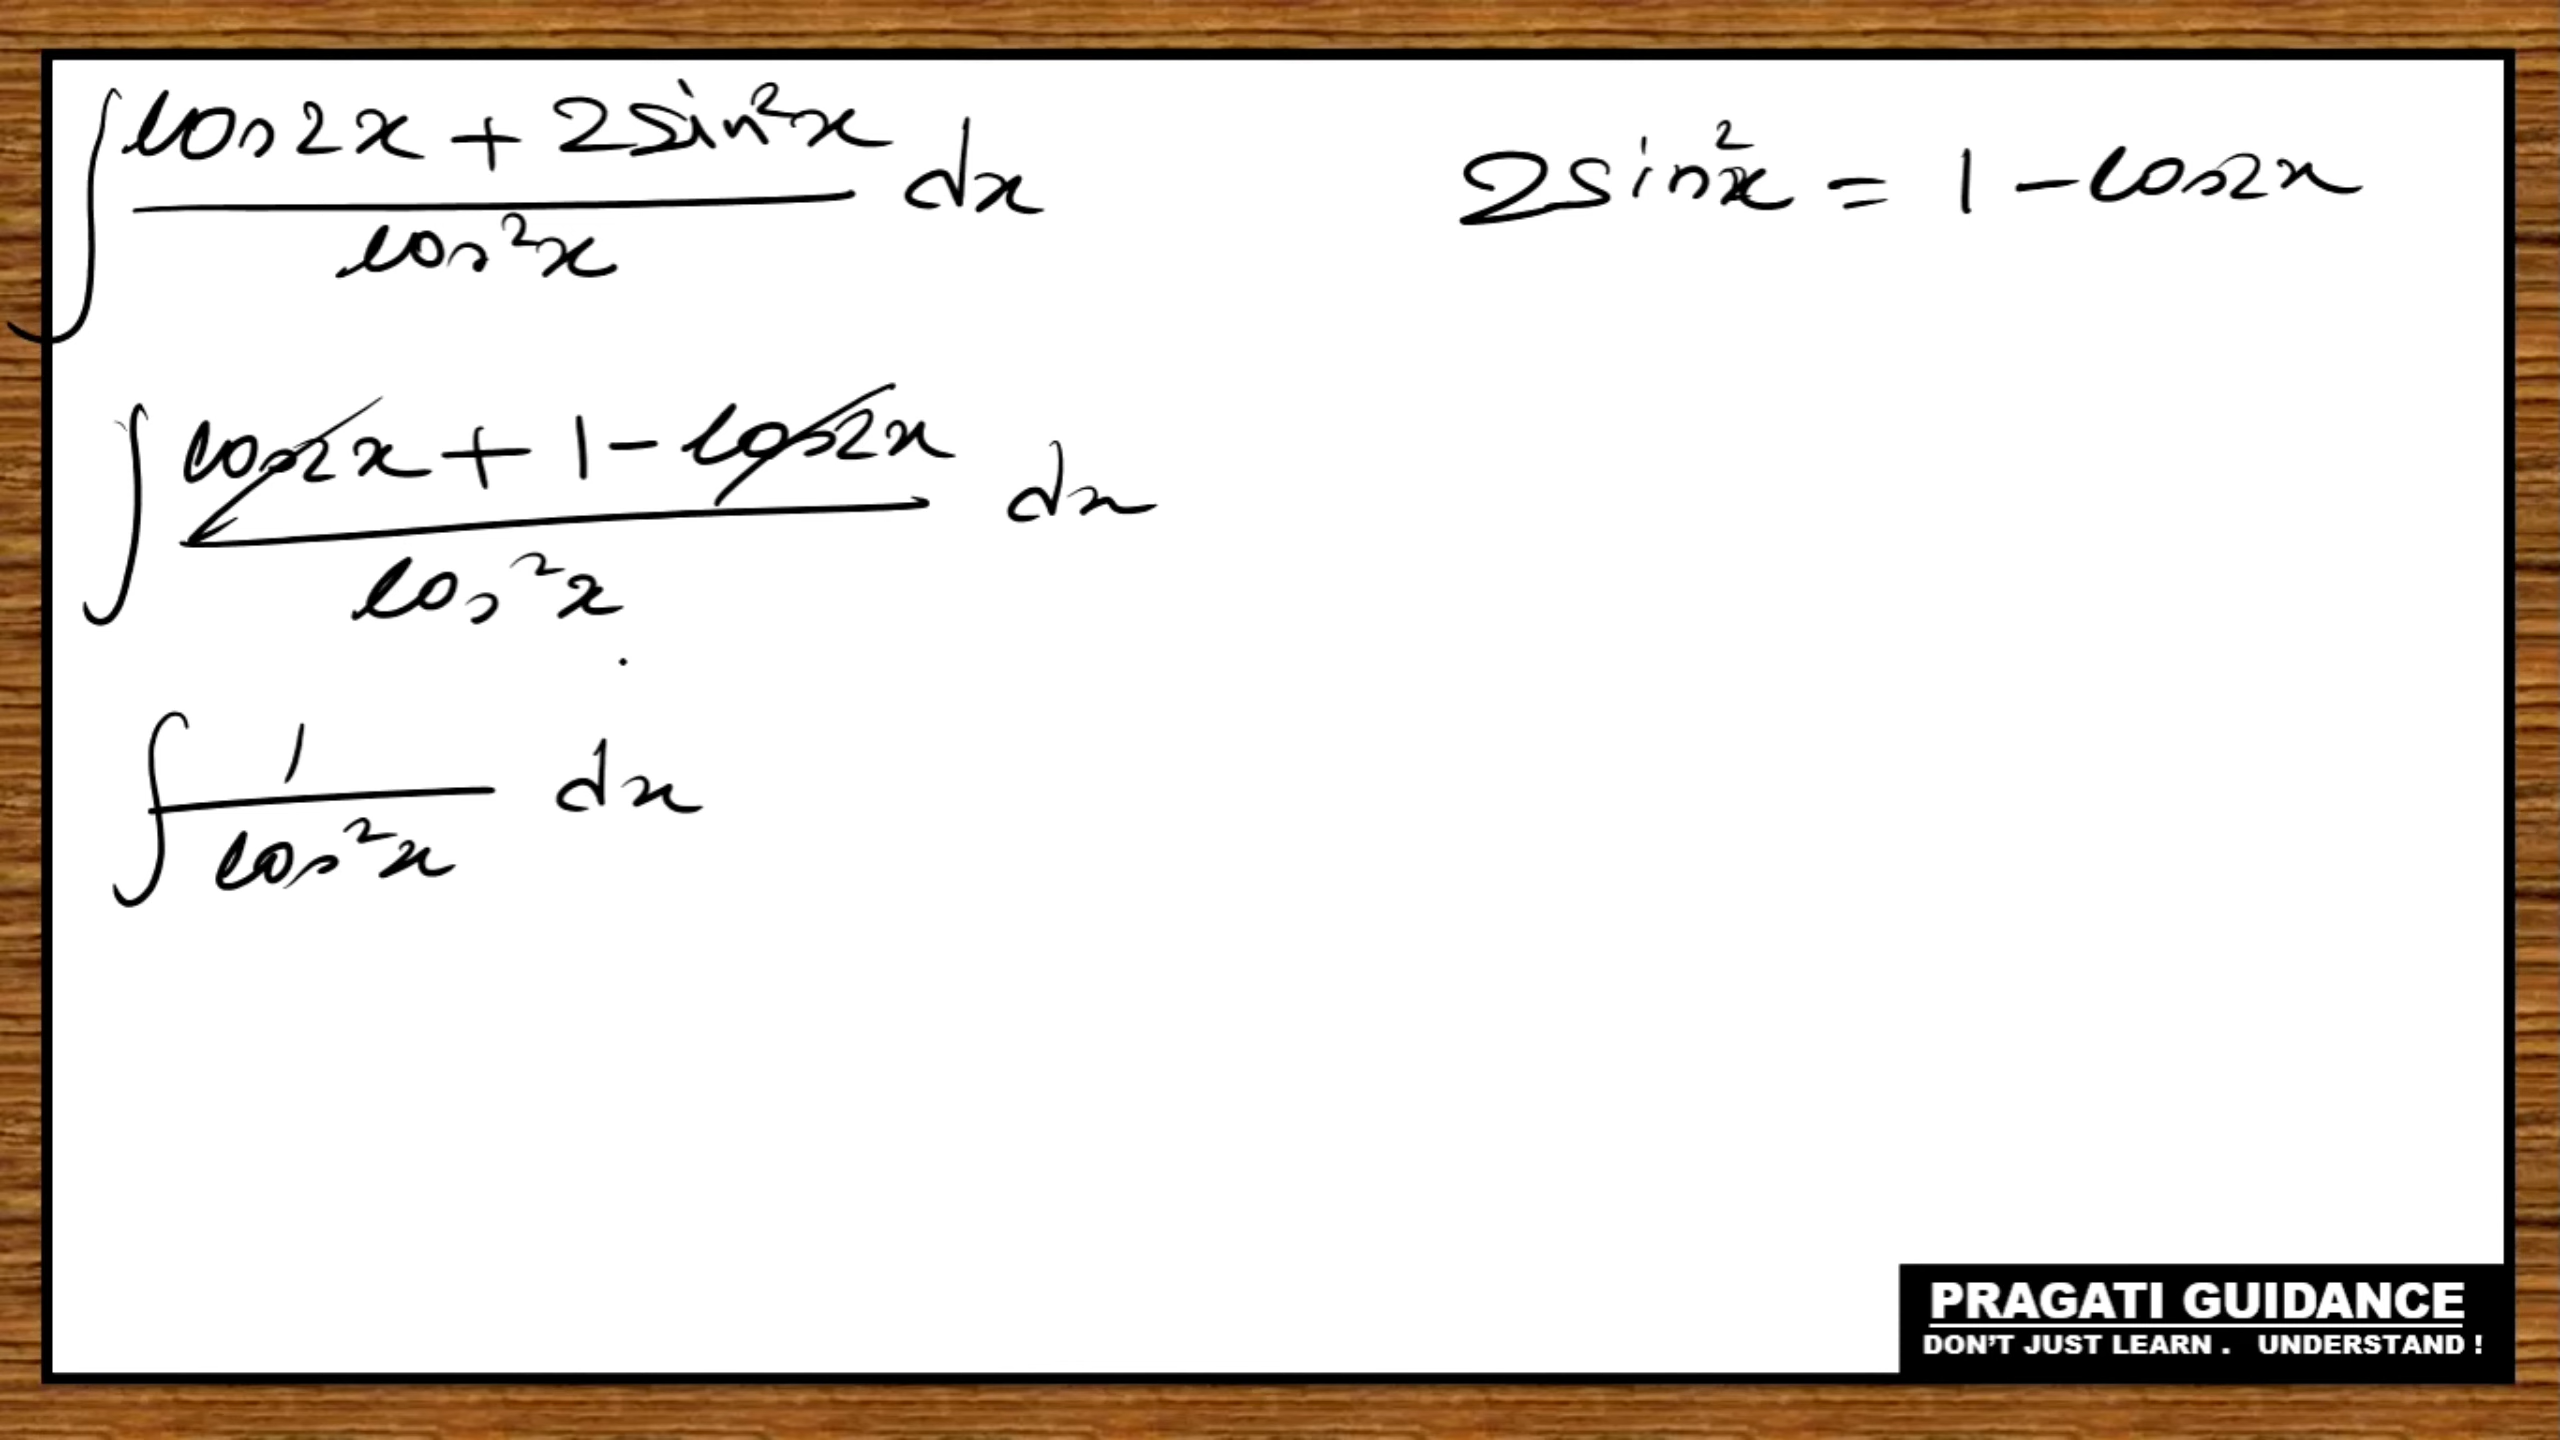 ∫ cos2x + 2sin²x / cos²x dx
2sin²x = 1 - cos2x
∫ cos2x + 1 - cos2x / cos²x dx
∫ 1 / cos²x dx
PRAGATI GUIDANCE
DON'T JUST LEARN . UNDERSTAND !